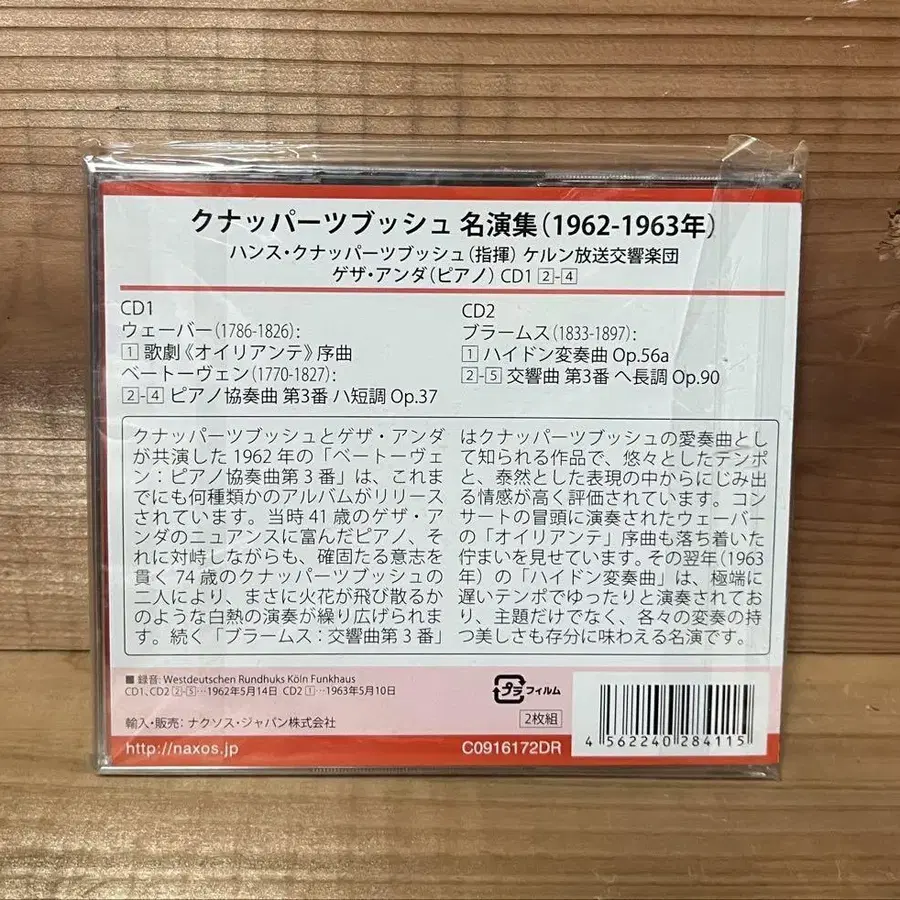 クナッパーツブッシュ 名演集(1962-1963年)
ハンス・クナッパーツブッシュ(指揮) ケルン放送交響楽団
ゲザ・アンダ(ピアノ) CD1 2-4
CD1
ウェーバー(1786-1826):
1 歌劇《オイリアンテ》序曲
ベートーヴェン(1770-1827):
2-4 ピアノ協奏曲 第3番 ハ短調 Op.37
CD2
ブラームス(1833-1897):
1 ハイドン変奏曲 Op.56a
2-5 交響曲 第3番 ヘ長調 Op.90
クナッパーツブッシュとゲザ・アンダ
が共演した1962年の「ベートーヴェ
ン:ピアノ協奏曲第3番」は、これま
でにも何種類かのアルバムがリリース
されています。当時41歳のゲザ・ア
ンダのニュアンスに富んだピアノ、そ
れに対峙しながらも、確固たる意志を
貫く74歳のクナッパーツブッシュの
二人により、まさに火花が飛び散るか
のような白熱の演奏が繰り広げられま
す。続く「ブラームス:交響曲第3番」
はクナッパーツブッシュの愛奏曲とし
て知られる作品で、悠々としたテンポ
と、泰然とした表現の中からにじみ出
る情感が高く評価されています。コン
サートの冒頭に演奏されたウェーバー
の「オイリアンテ」序曲も落ち着いた
佇まいを見せています。その翌年(1963
年)の「ハイドン変奏曲」は、極端に
遅いテンポでゆったりと演奏されてお
り、主題だけでなく、各々の変奏の持
つ美しさも存分に味わえる名演です。
■ 録音: Westdeutschen Rundhuks Köln Funkhaus
CD1、CD2 2-5…1962年5月14日 CD2 1…1963年5月10日
輸入・販売: ナクソス・ジャパン株式会社
http://naxos.jp
プラ フィルム
2枚組
C0916172DR
4 562240 284115